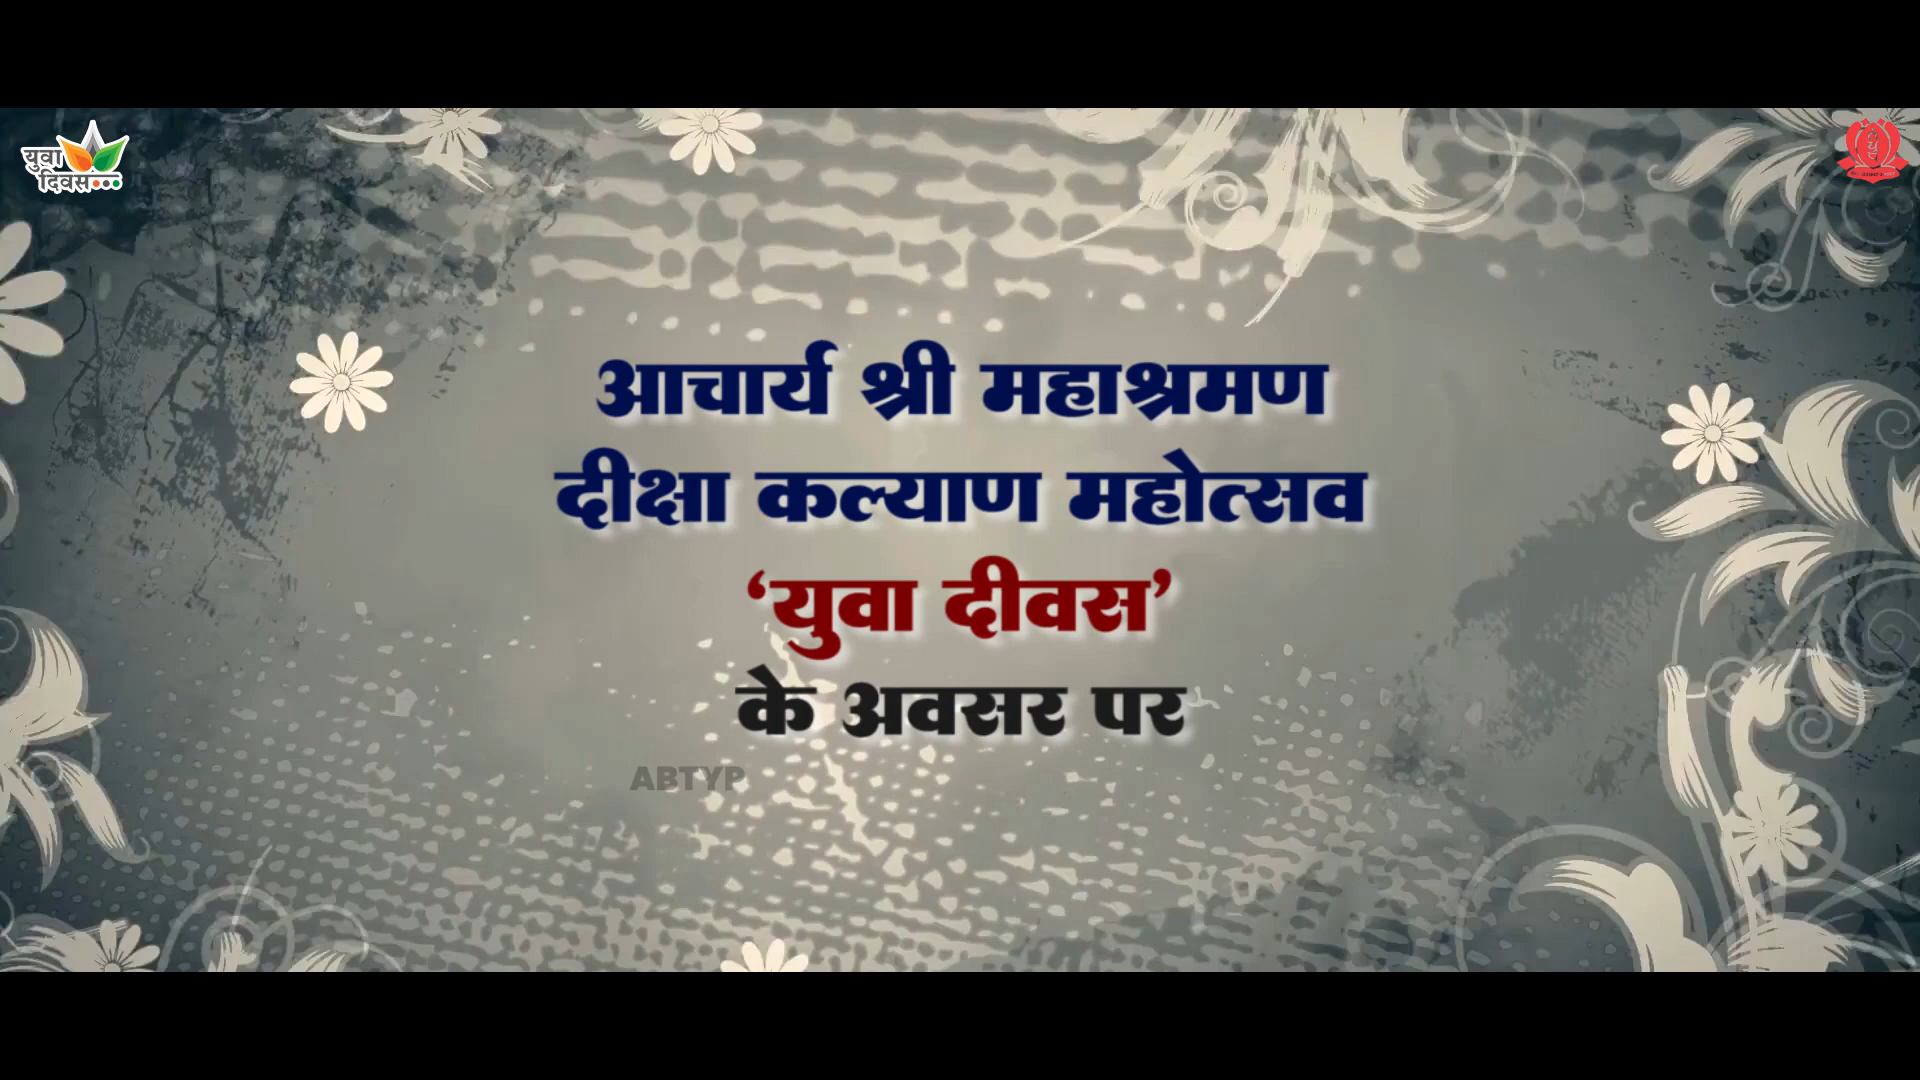 युवा
दिवस...
आचार्य श्री महाश्रमण
दीक्षा कल्याण महोत्सव
‘युवा दीवस’
के अवसर पर
ABTYP